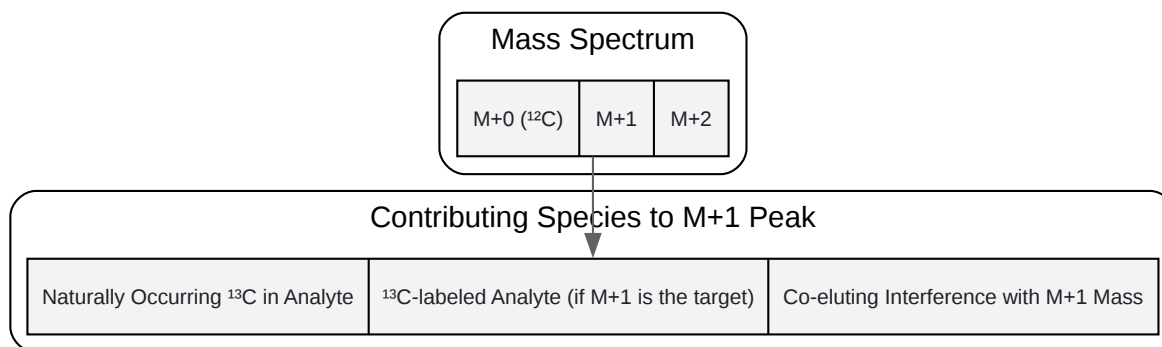 Mass Spectrum
M+0 (¹²C) M+1 M+2
Contributing Species to M+1 Peak
Naturally Occurring ¹³C in Analyte ¹³C-labeled Analyte (if M+1 is the target) Co-eluting Interference with M+1 Mass